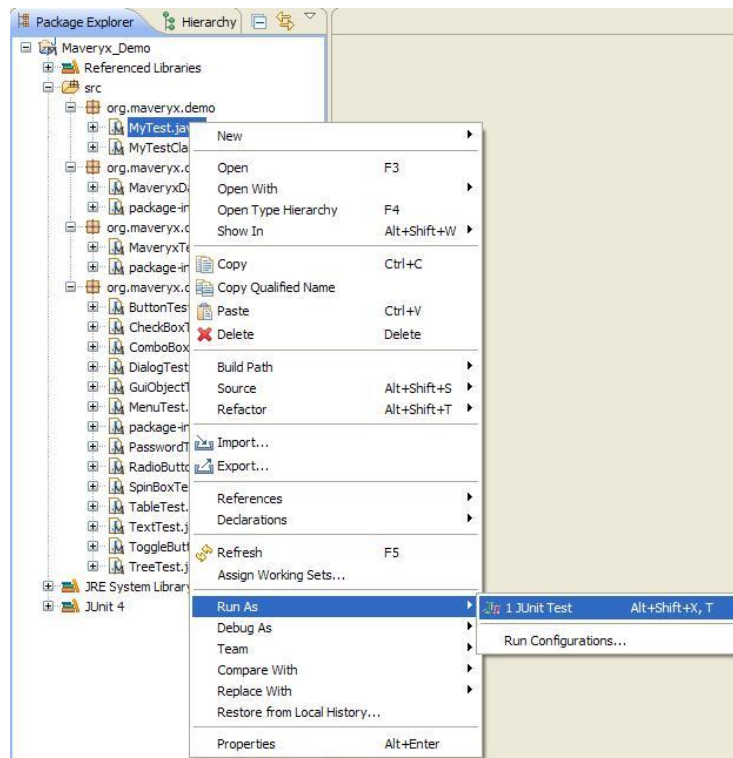 Package Explorer Hierarchy
Maveryx_Demo
Referenced Libraries
src
org.maveryx.demo
MyTest.jav
MyTestCla
org.maveryx.d
MaveryxDa
package-in
org.maveryx.d
MaveryxTe
package-in
org.maveryx.d
ButtonTes
CheckBoxT
ComboBox
DialogTest
GuiObjectT
MenuTest.
package-in
PasswordT
RadioButto
SpinBoxTe
TableTest.
TextTest.j
ToggleButt
TreeTest.j
JRE System Library
JUnit 4
New
Open F3
Open With
Open Type Hierarchy F4
Show In Alt+Shift+W
Copy Ctrl+C
Copy Qualified Name
Paste Ctrl+V
Delete Delete
Build Path
Source Alt+Shift+S
Refactor Alt+Shift+T
Import...
Export...
References
Declarations
Refresh F5
Assign Working Sets...
Run As
Debug As
Team
Compare With
Replace With
Restore from Local History...
Properties Alt+Enter
1 JUnit Test Alt+Shift+X, T
Run Configurations...